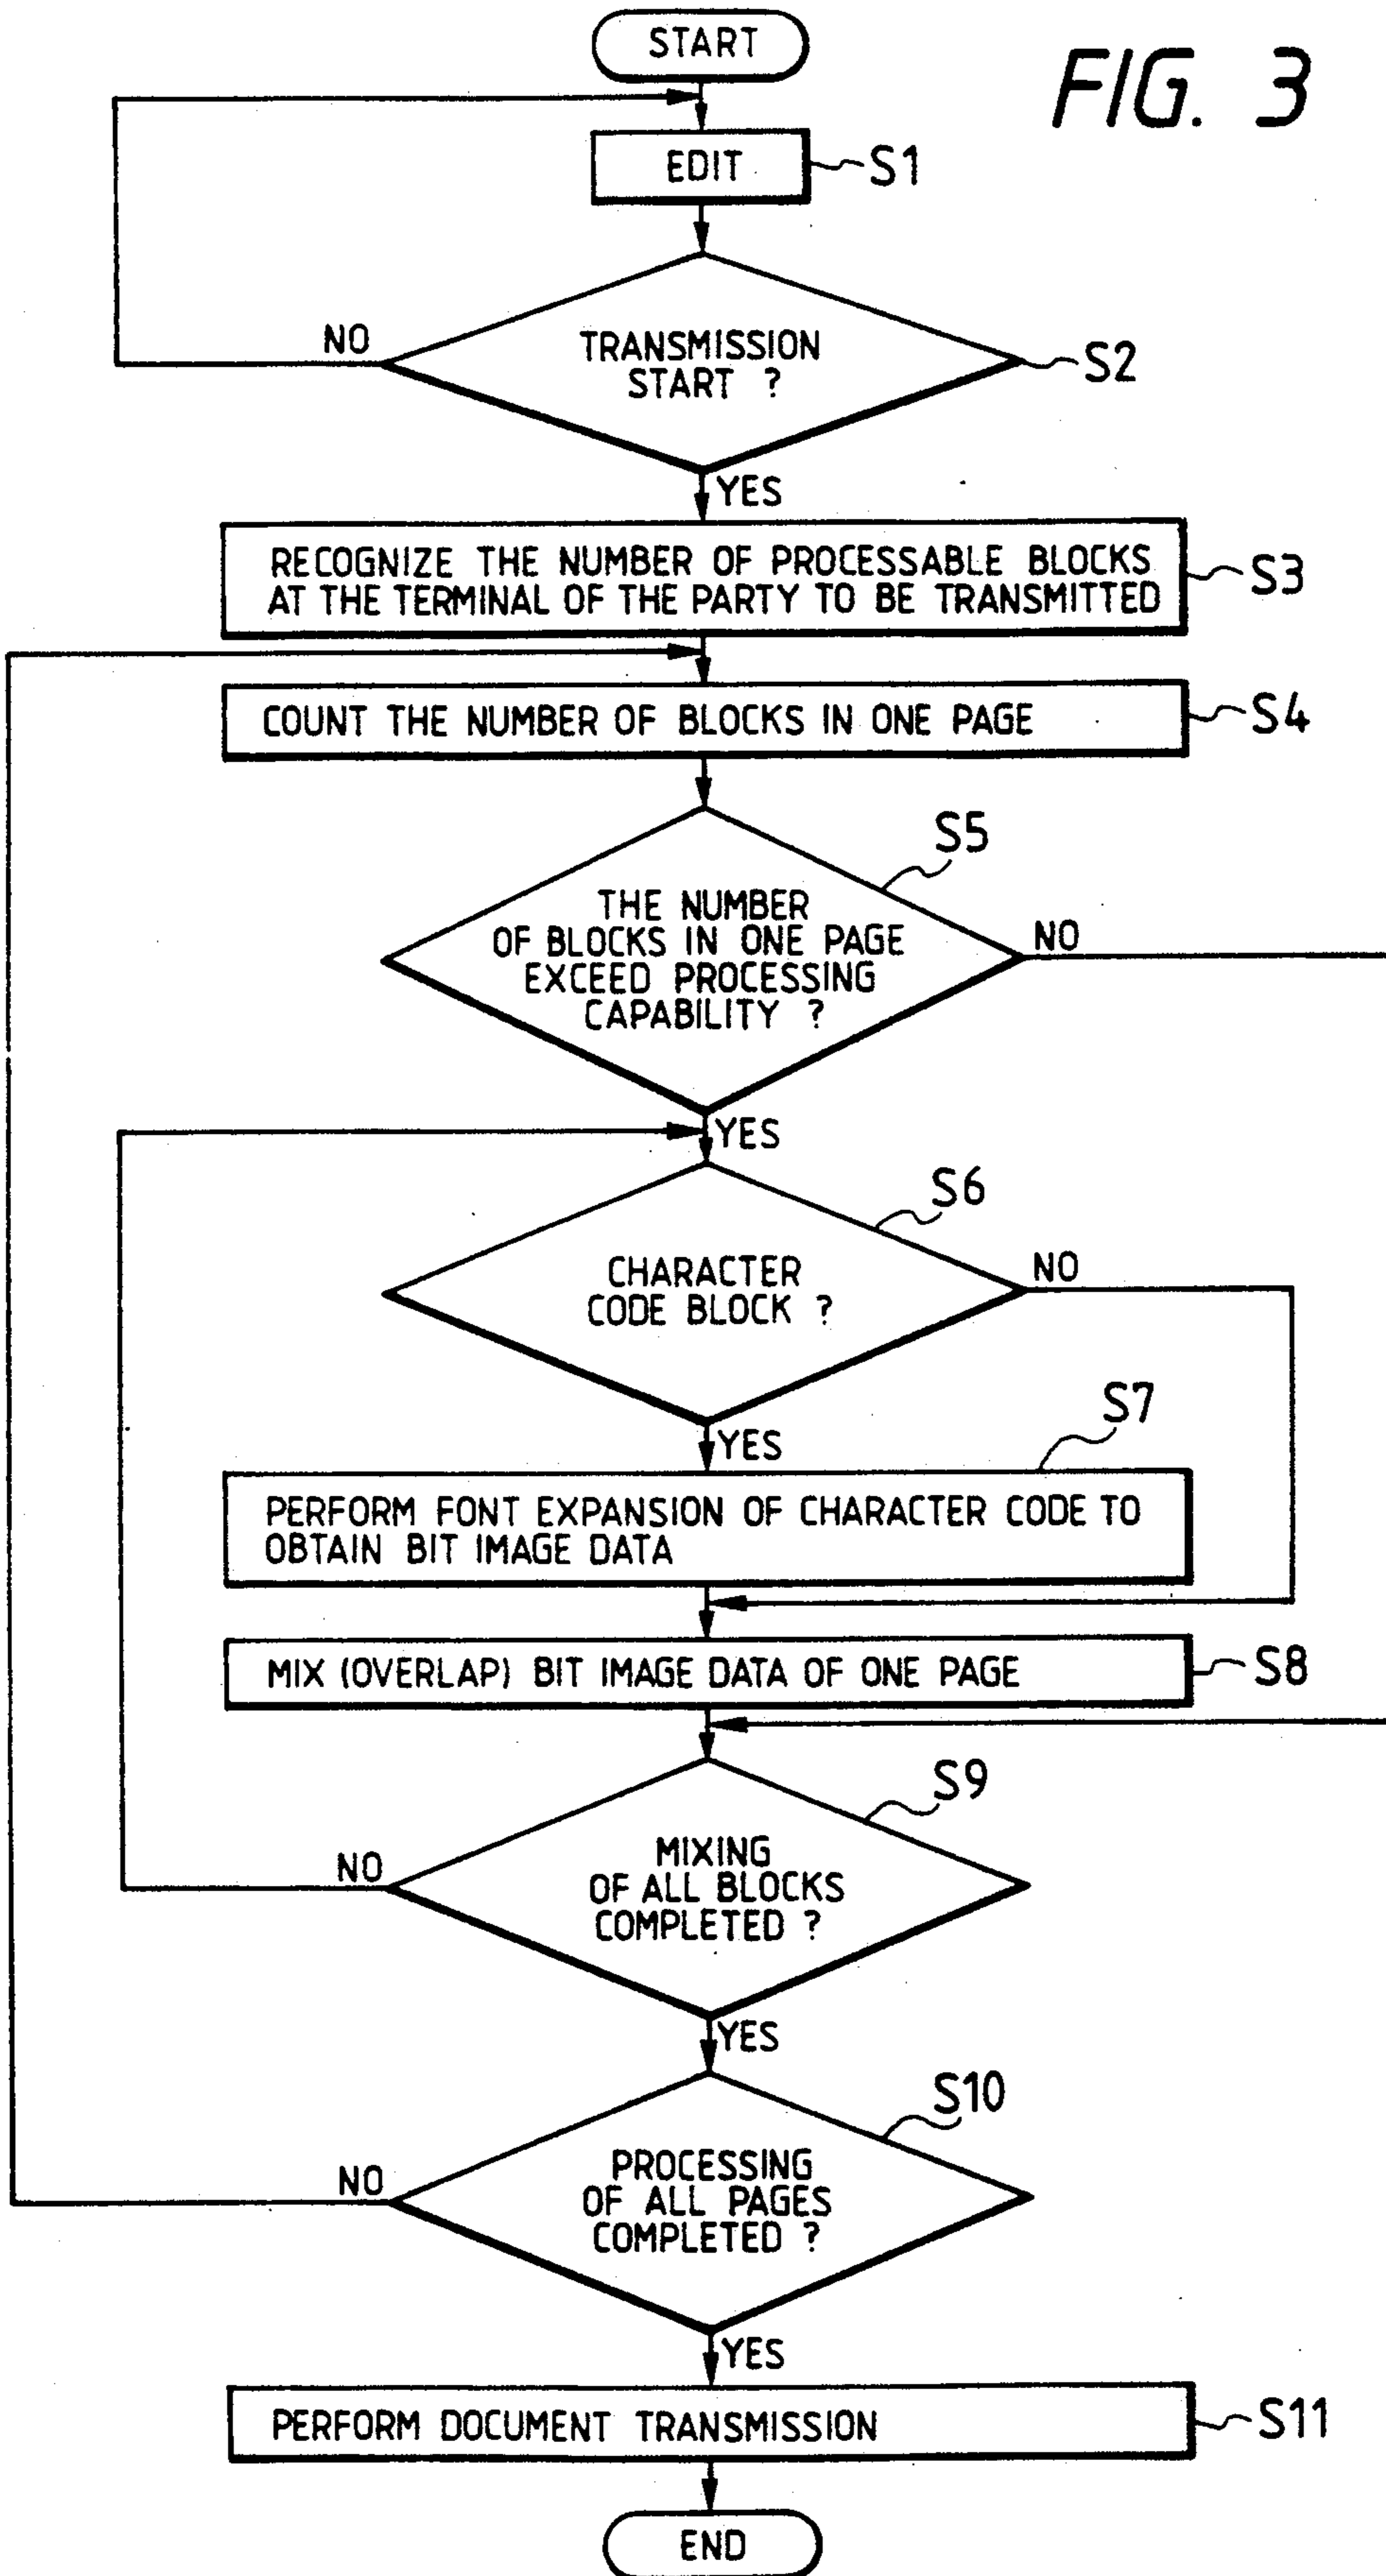 START
FIG. 3
EDIT
S1
NO
TRANSMISSION
START ?
S2
YES
RECOGNIZE THE NUMBER OF PROCESSABLE BLOCKS
AT THE TERMINAL OF THE PARTY TO BE TRANSMITTED
S3
COUNT THE NUMBER OF BLOCKS IN ONE PAGE
S4
S5
THE NUMBER
OF BLOCKS IN ONE PAGE
EXCEED PROCESSING
CAPABILITY ?
NO
YES
S6
CHARACTER
CODE BLOCK ?
NO
S7
YES
PERFORM FONT EXPANSION OF CHARACTER CODE TO
OBTAIN BIT IMAGE DATA
MIX (OVERLAP) BIT IMAGE DATA OF ONE PAGE
S8
S9
MIXING
OF ALL BLOCKS
COMPLETED ?
NO
YES
S10
PROCESSING
OF ALL PAGES
COMPLETED ?
NO
YES
PERFORM DOCUMENT TRANSMISSION
S11
END